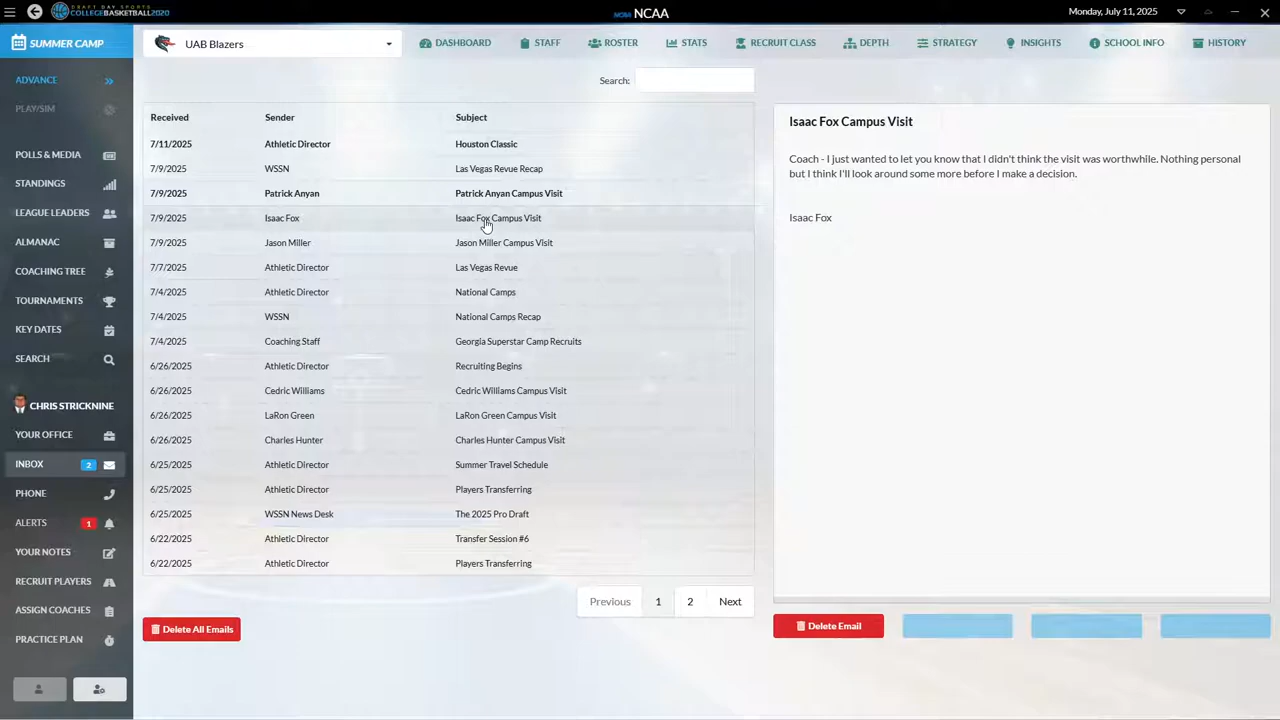 DRAFT DAY SPORTS
COLLEGE BASKETBALL 2020
NCAA NCAA
Monday, July 11, 2025
SUMMER CAMP
UAB Blazers
DASHBOARD STAFF ROSTER STATS RECRUIT CLASS DEPTH STRATEGY INSIGHTS SCHOOL INFO HISTORY
ADVANCE
PLAY/SIM
POLLS & MEDIA
STANDINGS
LEAGUE LEADERS
ALMANAC
COACHING TREE
TOURNAMENTS
KEY DATES
SEARCH
CHRIS STRICKNINE
YOUR OFFICE
INBOX 2
PHONE
ALERTS 1
YOUR NOTES
RECRUIT PLAYERS
ASSIGN COACHES
PRACTICE PLAN
Search:
Received Sender Subject
7/11/2025 Athletic Director Houston Classic
7/9/2025 WSSN Las Vegas Revue Recap
7/9/2025 Patrick Anyan Patrick Anyan Campus Visit
7/9/2025 Isaac Fox Isaac Fox Campus Visit
7/9/2025 Jason Miller Jason Miller Campus Visit
7/7/2025 Athletic Director Las Vegas Revue
7/4/2025 Athletic Director National Camps
7/4/2025 WSSN National Camps Recap
7/4/2025 Coaching Staff Georgia Superstar Camp Recruits
6/26/2025 Athletic Director Recruiting Begins
6/26/2025 Cedric Williams Cedric Williams Campus Visit
6/26/2025 LaRon Green LaRon Green Campus Visit
6/26/2025 Charles Hunter Charles Hunter Campus Visit
6/25/2025 Athletic Director Summer Travel Schedule
6/25/2025 Athletic Director Players Transferring
6/25/2025 WSSN News Desk The 2025 Pro Draft
6/22/2025 Athletic Director Transfer Session #6
6/22/2025 Athletic Director Players Transferring
Previous 1 2 Next
Delete All Emails
Isaac Fox Campus Visit
Coach - I just wanted to let you know that I didn't think the visit was worthwhile. Nothing personal
but I think I'll look around some more before I make a decision.
Isaac Fox
Delete Email